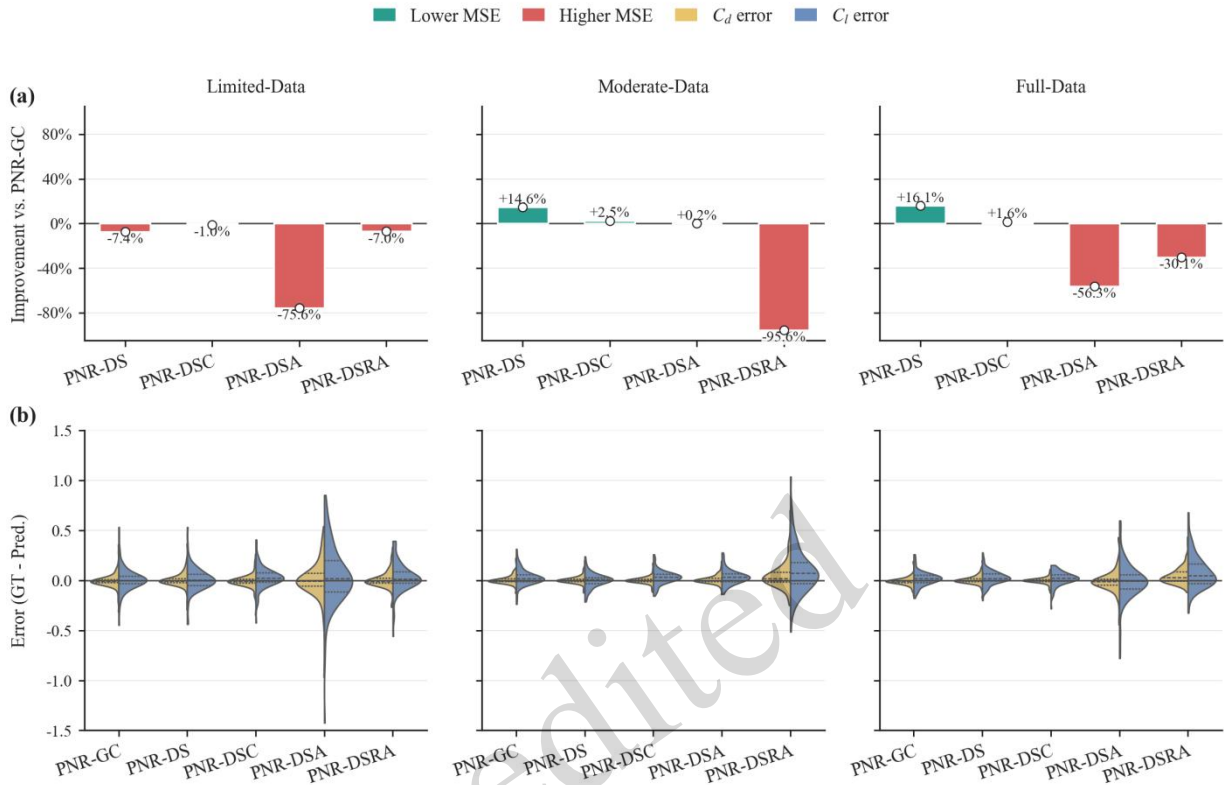 Lower MSE Higher MSE C_d error C_l error
(a)
Limited-Data Moderate-Data Full-Data
Improvement vs. PNR-GC
80%
40%
0%
-40%
-80%
-7.4% -1.0% -75.6% -7.0%
+14.6% +2.5% +0.2% -95.6%
+16.1% +1.6% -56.3% -30.1%
PNR-DS PNR-DSC PNR-DSA PNR-DSRA
PNR-DS PNR-DSC PNR-DSA PNR-DSRA
PNR-DS PNR-DSC PNR-DSA PNR-DSRA
(b)
Error (GT - Pred.)
1.5
1.0
0.5
0.0
-0.5
-1.0
-1.5
PNR-GC PNR-DS PNR-DSC PNR-DSA PNR-DSRA
PNR-GC PNR-DS PNR-DSC PNR-DSA PNR-DSRA
PNR-GC PNR-DS PNR-DSC PNR-DSA PNR-DSRA
edited